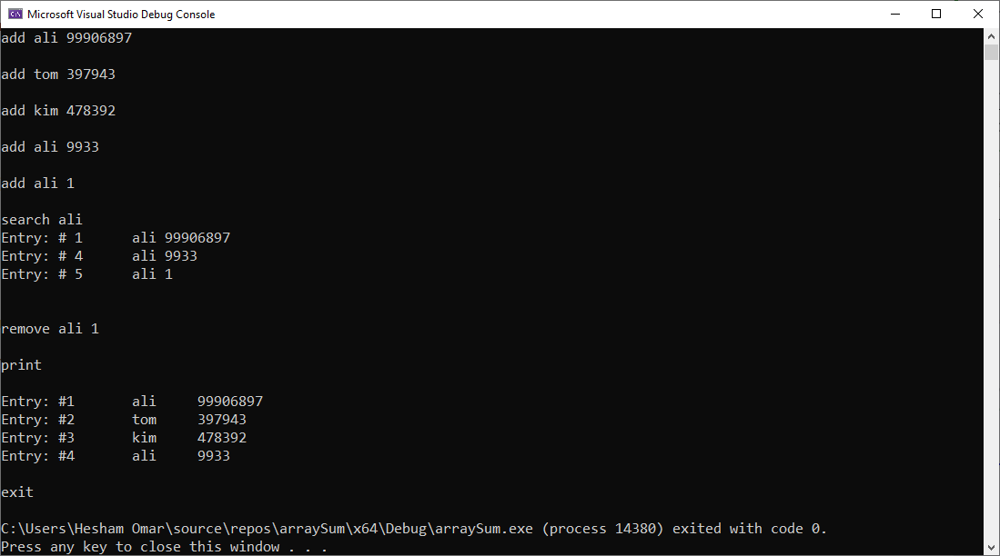 Microsoft Visual Studio Debug Console
add ali 99906897
add tom 397943
add kim 478392
add ali 9933
add ali 1
search ali
Entry: # 1      ali 99906897
Entry: # 4      ali 9933
Entry: # 5      ali 1
remove ali 1
print
Entry: #1       ali     99906897
Entry: #2       tom     397943
Entry: #3       kim     478392
Entry: #4       ali     9933
exit
C:\Users\Hesham Omar\source\repos\arraySum\x64\Debug\arraySum.exe (process 14380) exited with code 0.
Press any key to close this window . . .